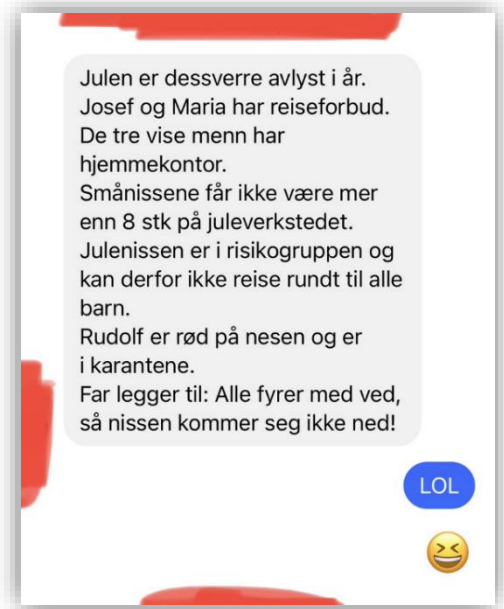 Julen er dessverre avlyst i år.
Josef og Maria har reiseforbud.
De tre vise menn har
hjemmekontor.
Smånissene får ikke være mer
enn 8 stk på juleverkstedet.
Julenissen er i risikogruppen og
kan derfor ikke reise rundt til alle
barn.
Rudolf er rød på nesen og er
i karantene.
Far legger til: Alle fyrer med ved,
så nissen kommer seg ikke ned!
LOL